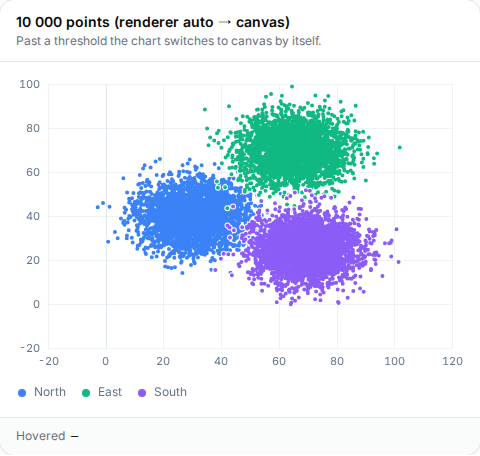 10 000 points (renderer auto → canvas)
Past a threshold the chart switches to canvas by itself.
100
80
60
40
20
0
−20
−20 0 20 40 60 80 100 120
North East South
Hovered –